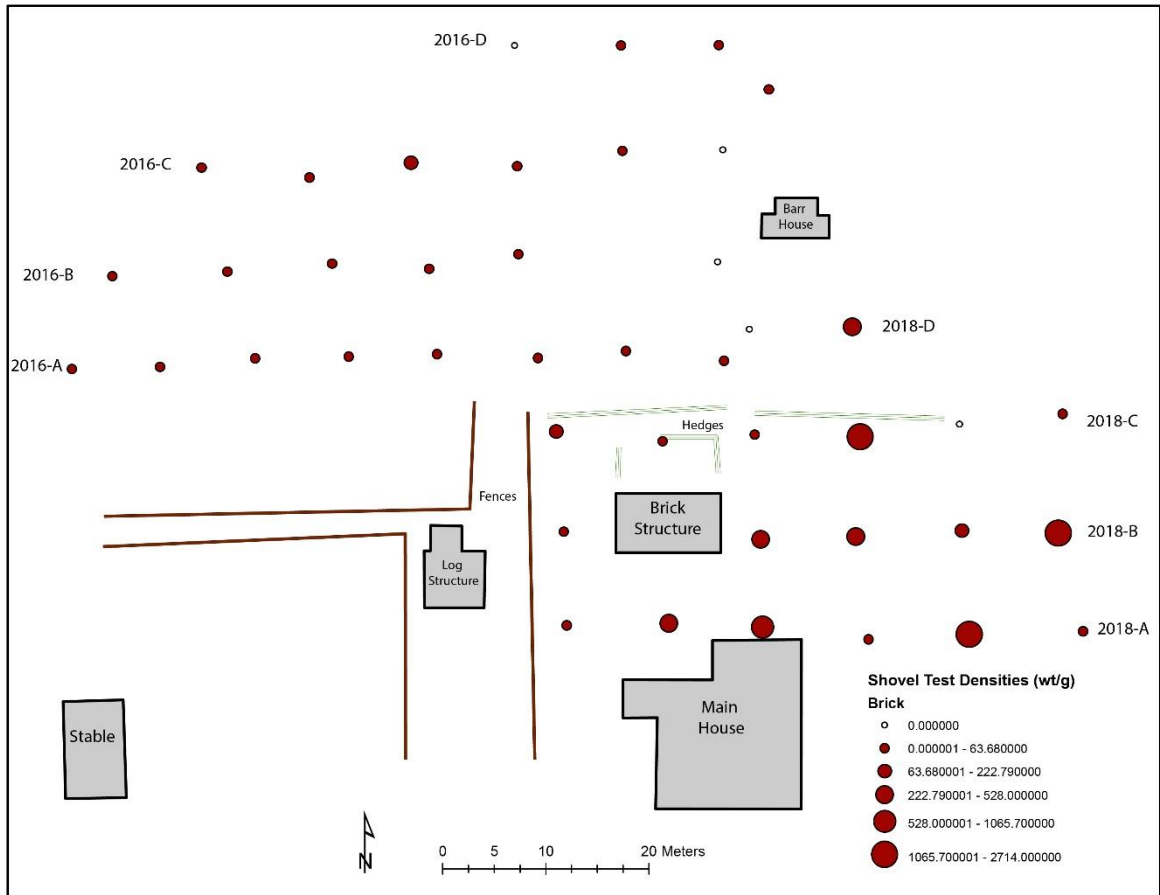 2016-D
2016-C
Barr
House
2016-B
2018-D
2016-A
2018-C
Hedges
Fences
Brick
Structure
2018-B
Log
Structure
2018-A
Shovel Test Densities (wt/g)
Brick
0.000000
0.000001 - 63.680000
63.680001 - 222.790000
222.790001 - 528.000000
528.000001 - 1065.700000
1065.700001 - 2714.000000
Main
House
Stable
N
0 5 10 20 Meters